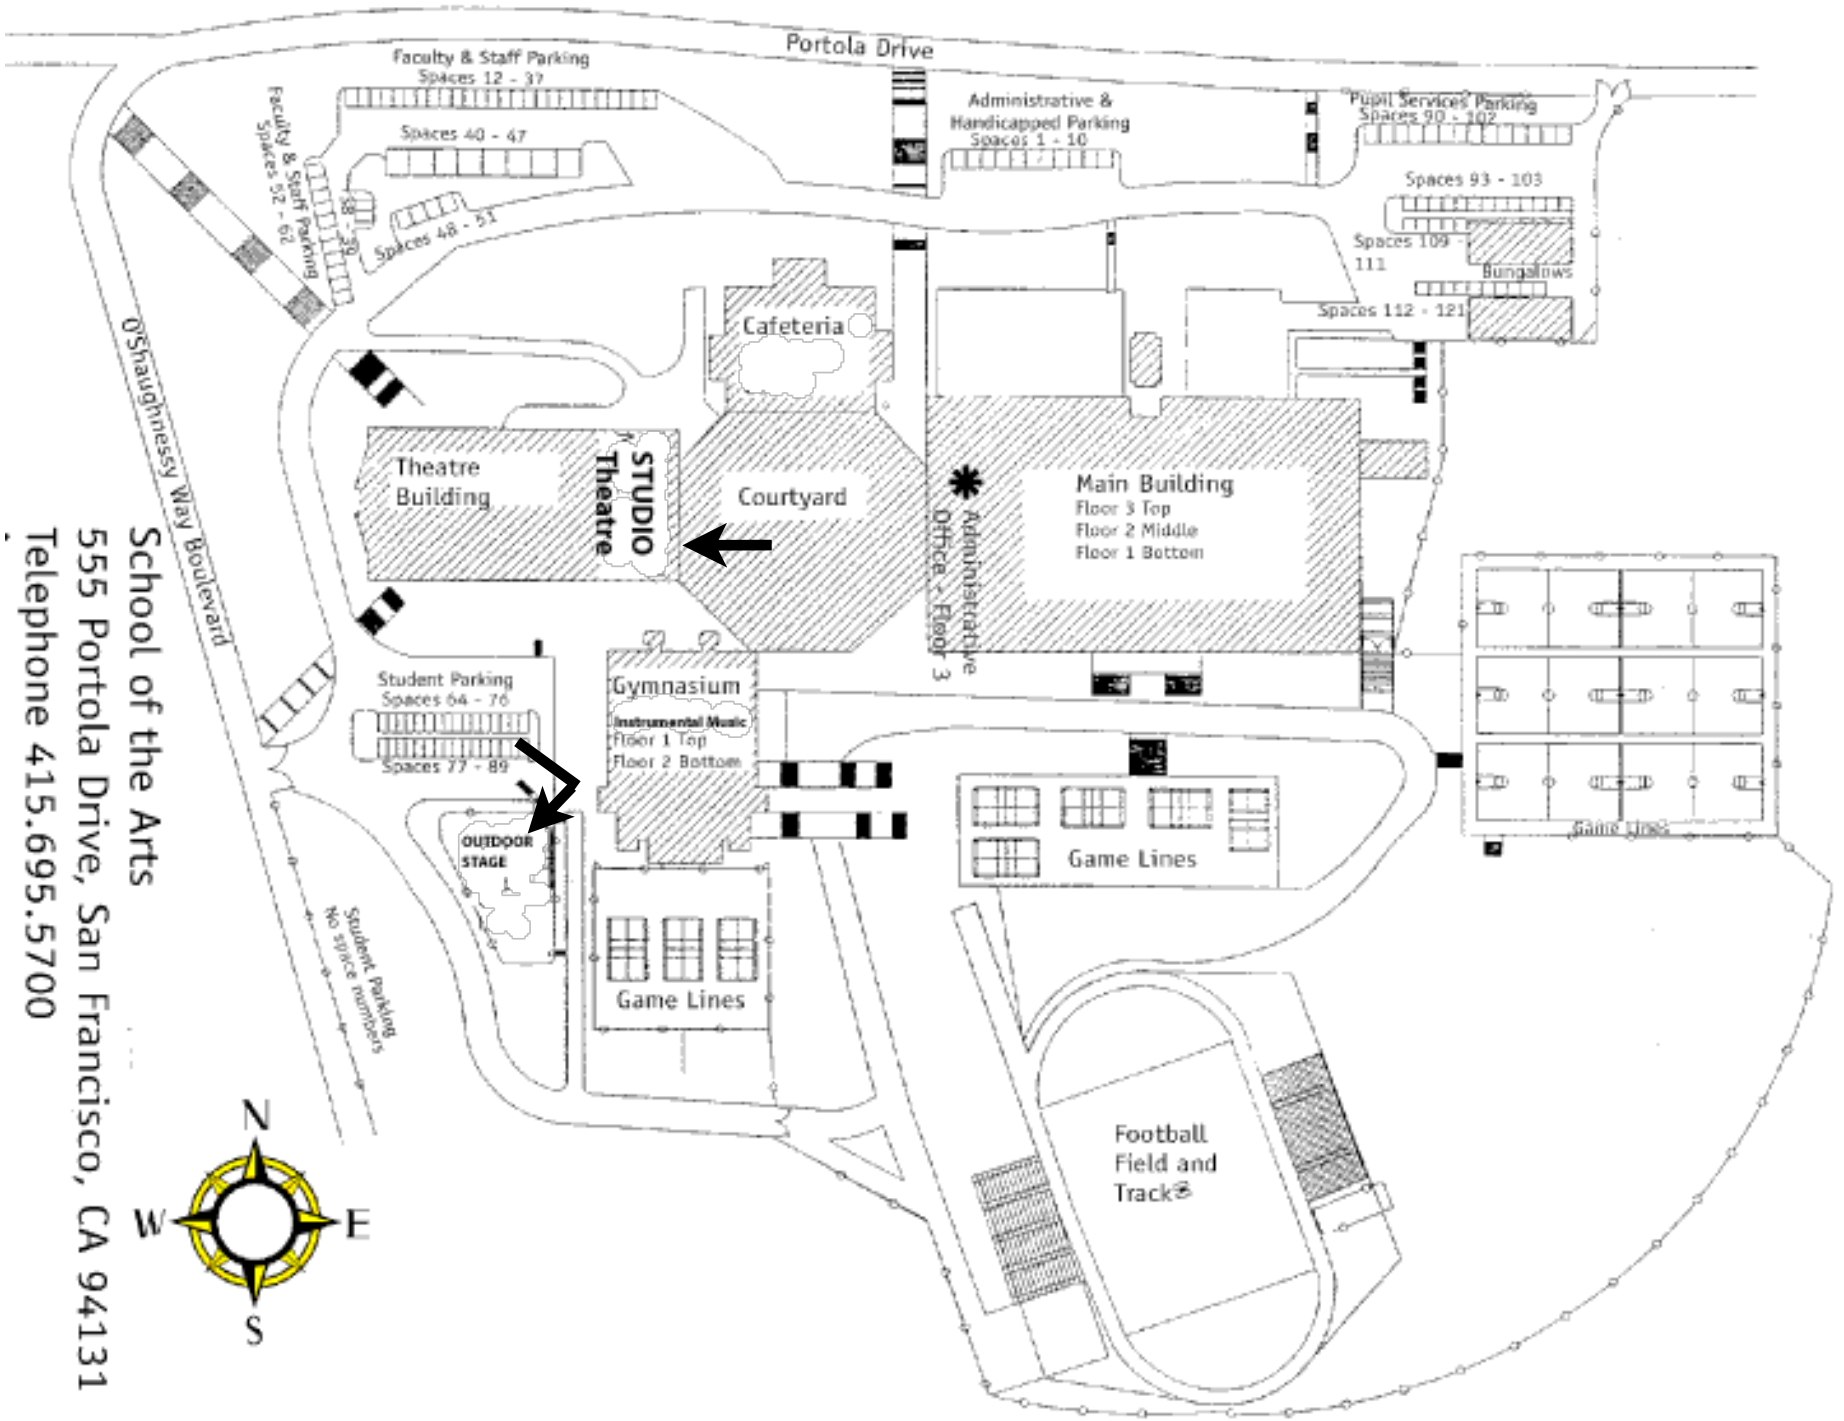 Portola Drive
Faculty & Staff Parking
Spaces 12 - 37
Spaces 40 - 47
Faculty & Staff Parking
Spaces 52 - 62
38 - 39
Spaces 48 - 51
Administrative &
Handicapped Parking
Spaces 1 - 10
Pupil Services Parking
Spaces 90 - 102
Spaces 93 - 103
Spaces 109 -
111
Bungalows
Spaces 112 - 121
O'Shaughnessy Way Boulevard
Cafeteria
Theatre
Building
STUDIO
Theatre
Courtyard
Administrative
Office - Floor 3
Main Building
Floor 3 Top
Floor 2 Middle
Floor 1 Bottom
School of the Arts
555 Portola Drive, San Francisco, CA 94131
Telephone 415.695.5700
Student Parking
Spaces 64 - 76
Spaces 77 - 89
Gymnasium
Instrumental Music
Floor 1 Top
Floor 2 Bottom
OUTDOOR
STAGE
Game Lines
Game Lines
Game Lines
Student Parking
No space numbers
Football
Field and
Track
N
W
E
S